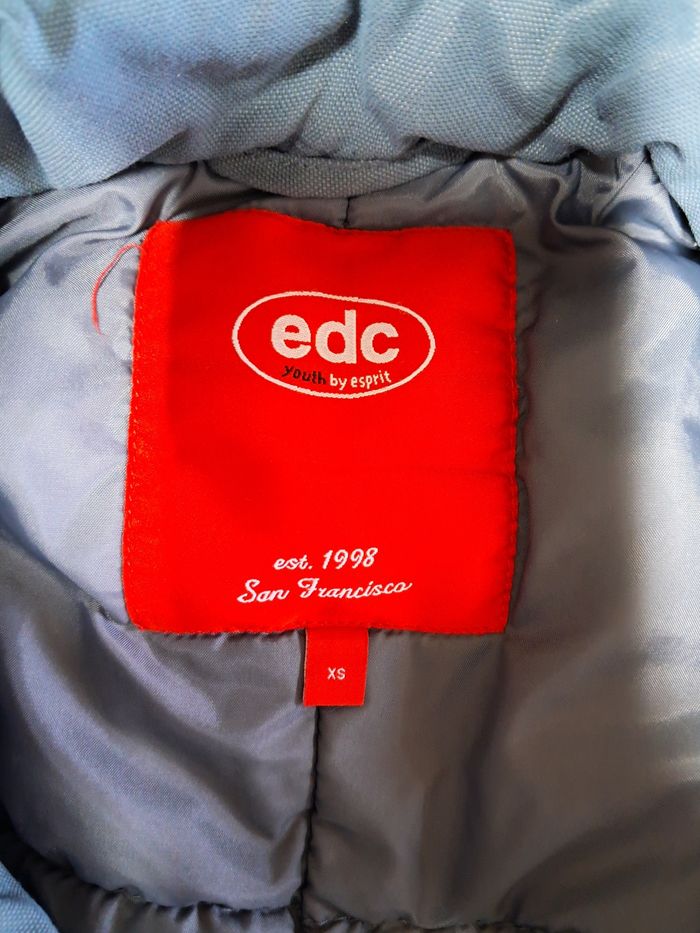 edc
youth by esprit
est. 1998
San Francisco
XS